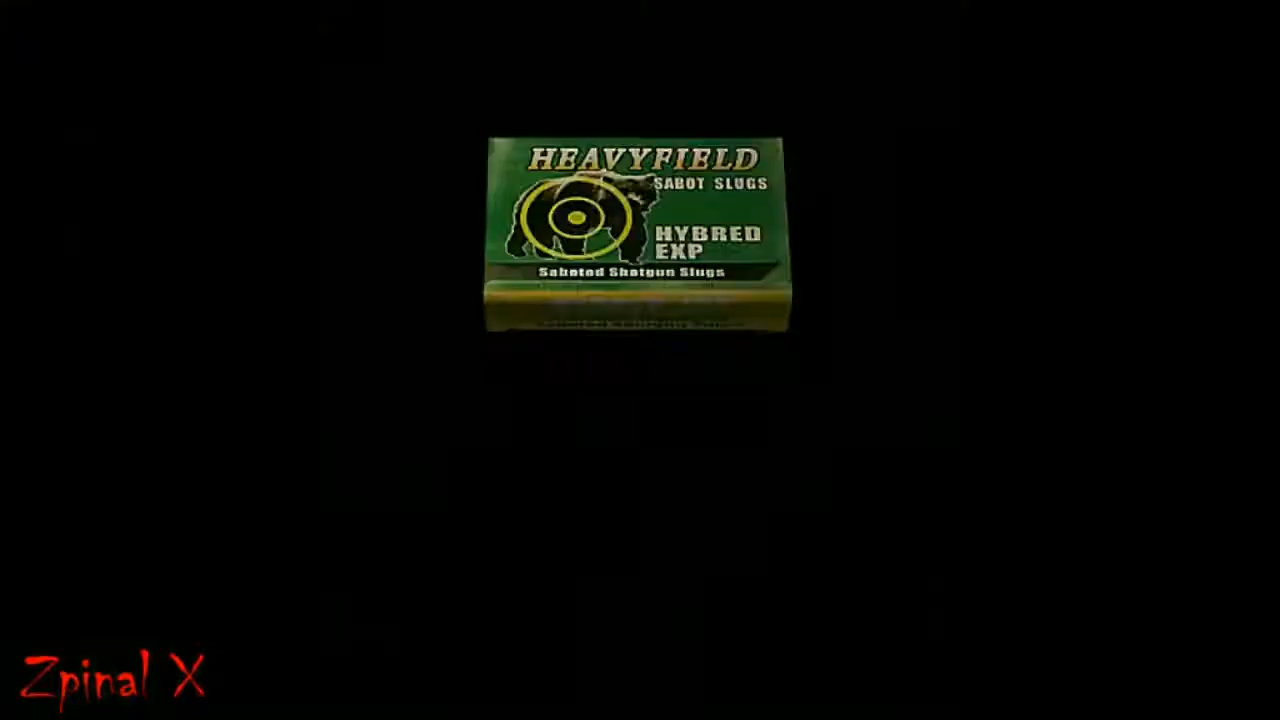 HEAVYFIELD
SABOT SLUGS
HYBRED
EXP
Saboted Shotgun Slugs
Zpinal X